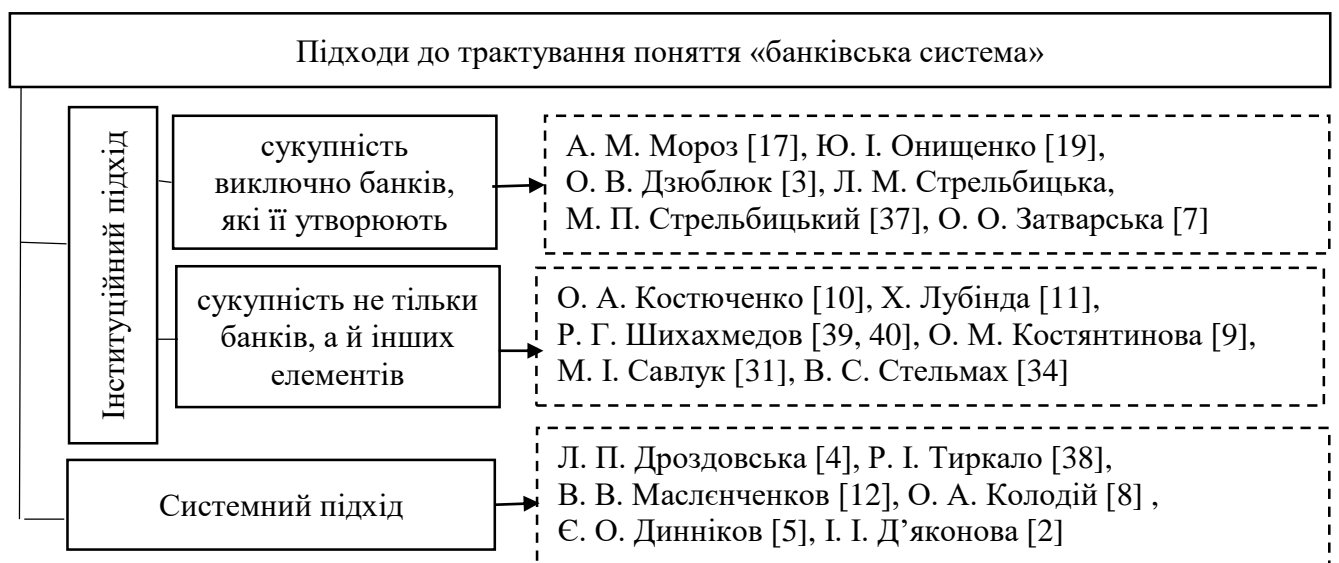 Підходи до трактування поняття «банківська система»
Інституційний підхід
сукупність
виключно банків,
які її утворюють
А. М. Мороз [17], Ю. І. Онищенко [19],
О. В. Дзюблюк [3], Л. М. Стрельбицька,
М. П. Стрельбицький [37], О. О. Затварська [7]
сукупність не тільки
банків, а й інших
елементів
О. А. Костюченко [10], Х. Лубінда [11],
Р. Г. Шихахмедов [39, 40], О. М. Костянтинова [9],
М. І. Савлук [31], В. С. Стельмах [34]
Системний підхід
Л. П. Дроздовська [4], Р. І. Тиркало [38],
В. В. Маслєнченков [12], О. А. Колодій [8] ,
Є. О. Динніков [5], І. І. Д’яконова [2]